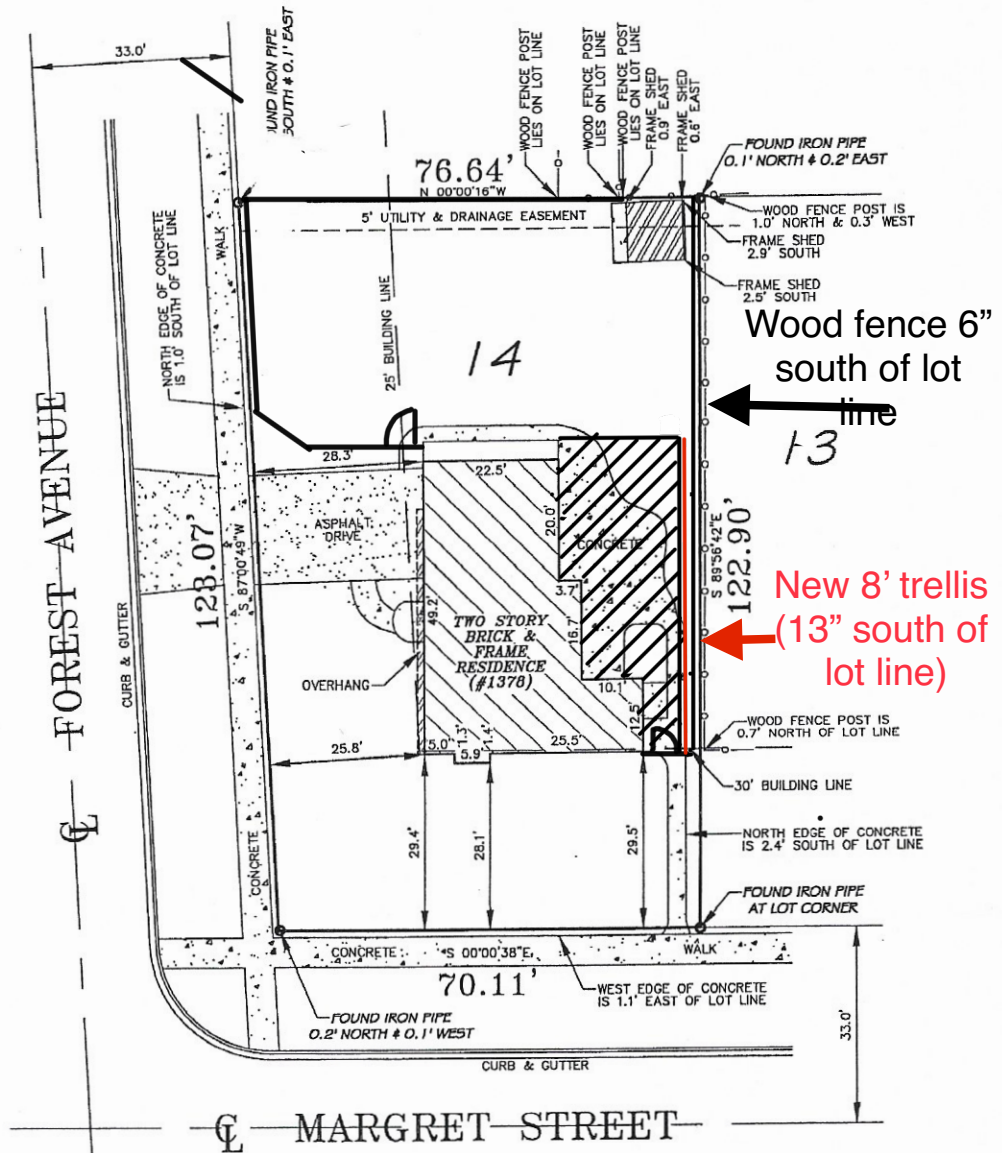 33.0'
UND IRON PIPE
SOUTH & 0.1' EAST
WOOD FENCE POST
LIES ON LOT LINE
WOOD FENCE POST
LIES ON LOT LINE
WOOD FENCE POST
LIES ON LOT LINE
FRAME SHED
0.9' EAST
FRAME SHED
0.6' EAST
FOUND IRON PIPE
0.1' NORTH & 0.2' EAST
76.64'
N 00°00'16"W
5' UTILITY & DRAINAGE EASEMENT
WOOD FENCE POST IS
1.0' NORTH & 0.3' WEST
FRAME SHED
2.9' SOUTH
FRAME SHED
2.5' SOUTH
WALK
NORTH EDGE OF CONCRETE
IS 1.0' SOUTH OF LOT LINE
25' BUILDING LINE
14
Wood fence 6”
south of lot
line
13
28.3'
22.5'
ASPHALT
DRIVE
20.0'
CONCRETE
FOREST AVENUE
CURB & GUTTER
123.07'
S 87°00'49"W
S 89°56'42"E
122.90'
3.7'
49.2'
16.7'
TWO STORY
BRICK &
FRAME
RESIDENCE
(#1378)
New 8’ trellis
(13” south of
lot line)
OVERHANG
10.1'
12.5'
WOOD FENCE POST IS
0.7' NORTH OF LOT LINE
25.8'
5.0'
1.3'
5.9'
1.4'
25.5'
30' BUILDING LINE
29.4'
28.1'
29.5'
NORTH EDGE OF CONCRETE
IS 2.4' SOUTH OF LOT LINE
CONCRETE
FOUND IRON PIPE
AT LOT CORNER
CONCRETE
S 00°00'38"E
WALK
70.11'
WEST EDGE OF CONCRETE
IS 1.1' EAST OF LOT LINE
FOUND IRON PIPE
0.2' NORTH & 0.1' WEST
33.0'
CURB & GUTTER
CL
CL MARGRET STREET